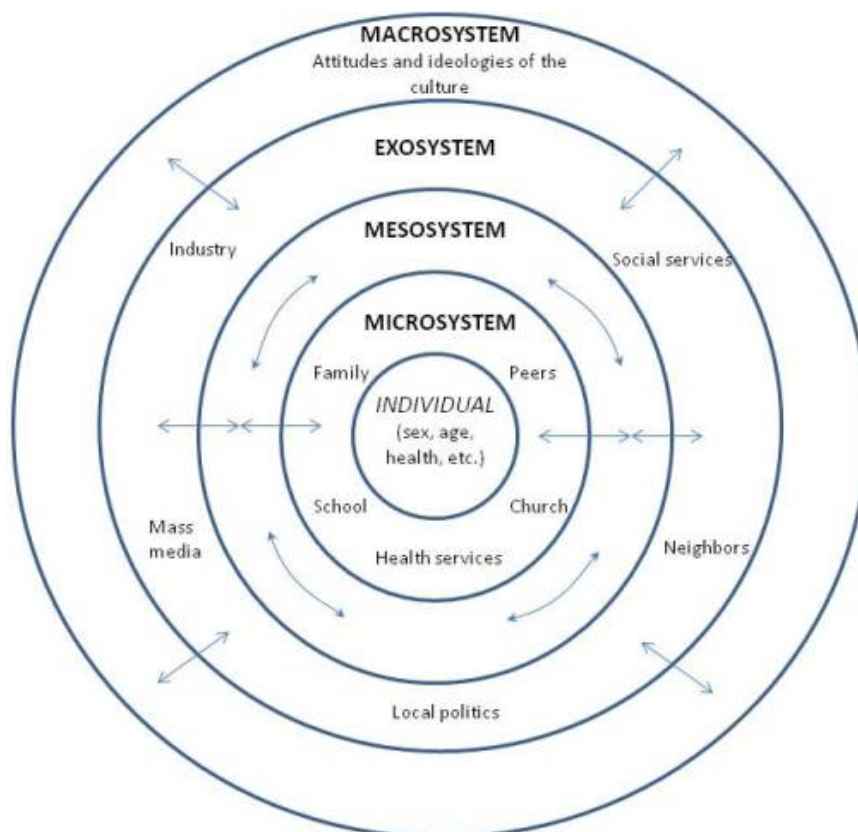 MACROSYSTEM
Attitudes and ideologies of the
culture
EXOSYSTEM
MESOSYSTEM
Industry
Social services
MICROSYSTEM
Family
Peers
INDIVIDUAL
(sex, age,
health, etc.)
School
Church
Mass
media
Health services
Neighbors
Local politics